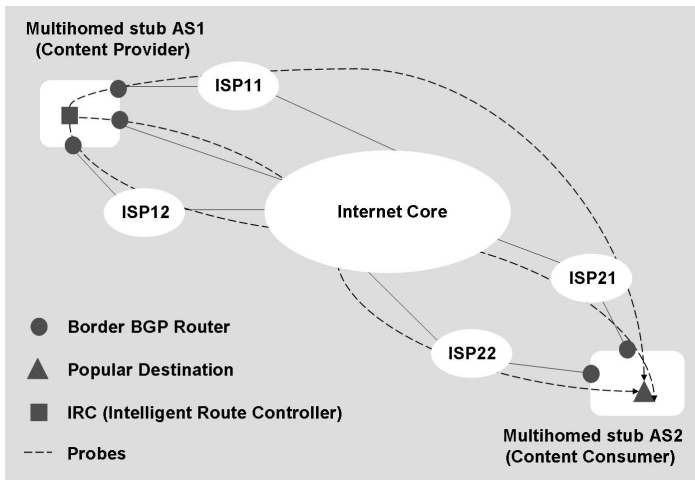 Multihomed stub AS1
(Content Provider)
ISP11
ISP12
Internet Core
ISP21
ISP22
Border BGP Router
Popular Destination
IRC (Intelligent Route Controller)
Probes
Multihomed stub AS2
(Content Consumer)